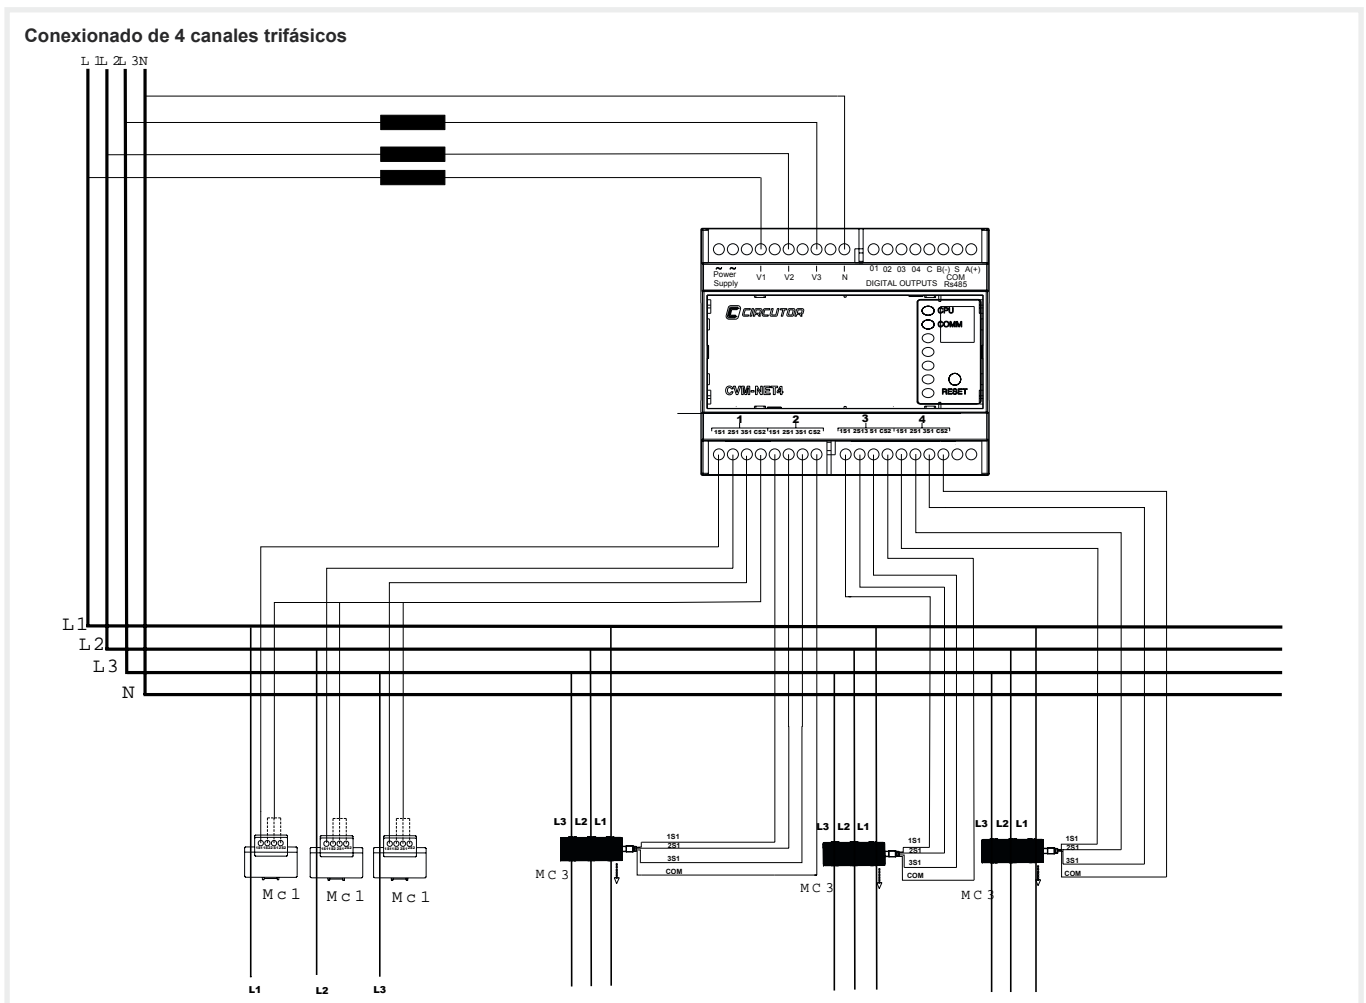 Conexionado de 4 canales trifásicos
L 1L 2L 3N
~ ~
Power
Supply
V1 V2 V3 N
01 02 03 04 C B(-) S A(+)
DIGITAL OUTPUTS
COM
Rs485
CIRCUTOR
CPU
COMM
CVM-NET4
RESET
1 2 3 4
1S1 2S1 3S1 CS2 1S1 2S1 3S1 CS2 1S1 2S13 S1 CS2 1S1 2S1 3S1 CS2
L1
L2
L3
N
L3 L2 L1
1S1
2S1
3S1
COM
MC3
L3 L2 L1
1S1
2S1
3S1
COM
MC3
L3 L2 L1
1S1
2S1
3S1
COM
MC3
Mc1 Mc1 Mc1
L1 L2 L3